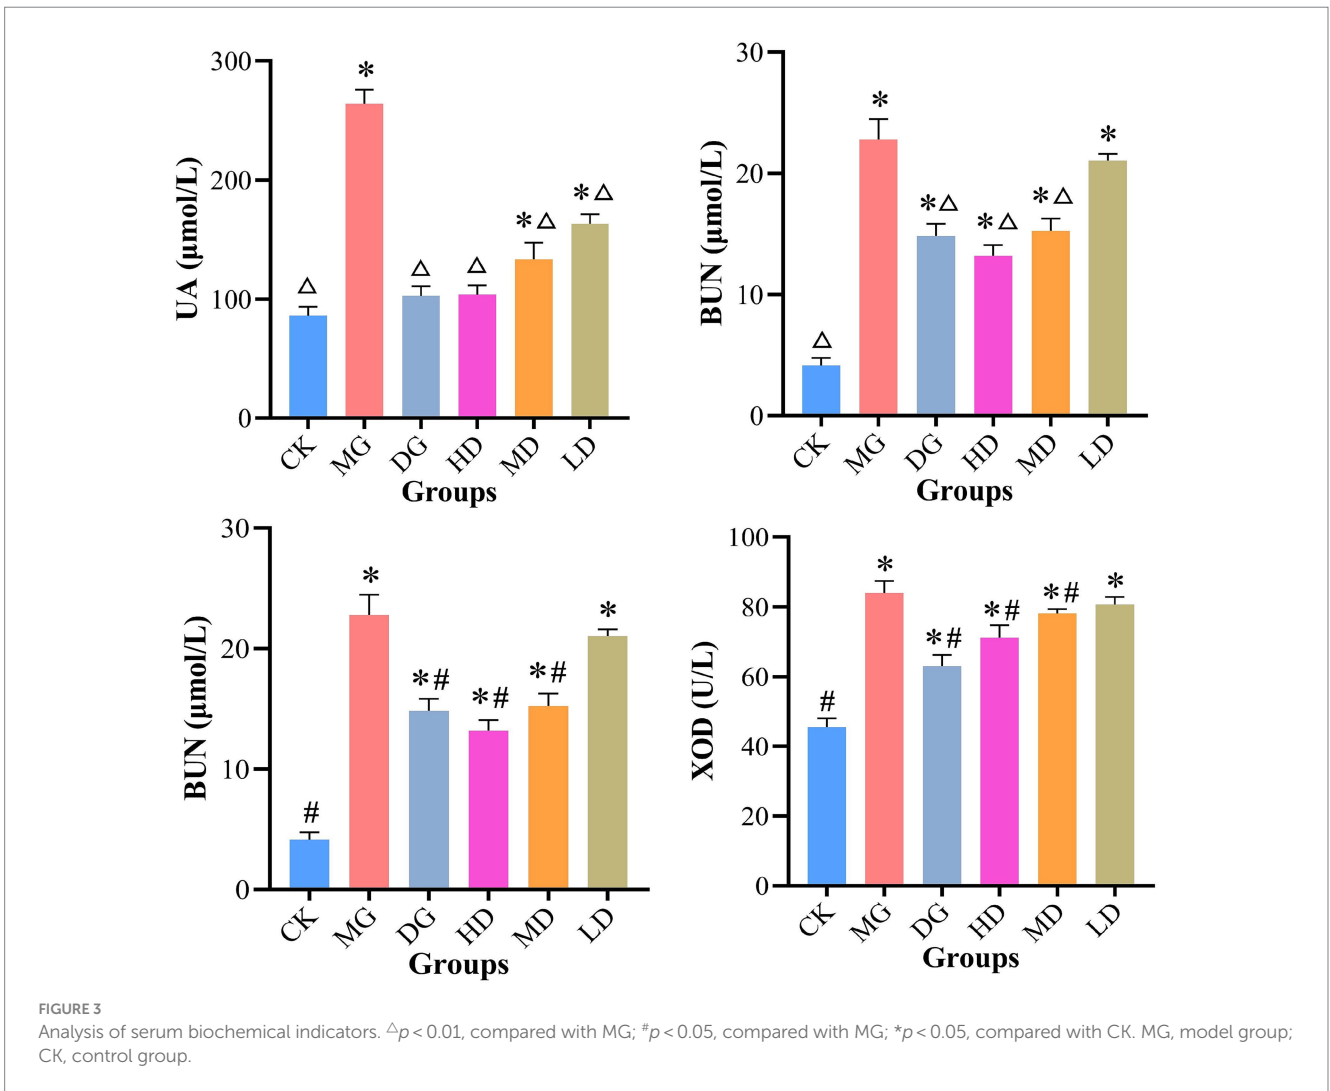 300
200
100
0
UA (μmol/L)
*
△
△
△
*△
*△
CK
MG
DG
HD
MD
LD
Groups
30
20
10
0
BUN (μmol/L)
△
*
*△
*△
*△
*
CK
MG
DG
HD
MD
LD
Groups
30
20
10
0
BUN (μmol/L)
#
*
*#
*#
*#
*
CK
MG
DG
HD
MD
LD
Groups
100
80
60
40
20
0
XOD (U/L)
#
*
*#
*#
*#
*
CK
MG
DG
HD
MD
LD
Groups
FIGURE 3
Analysis of serum biochemical indicators. △p < 0.01, compared with MG; #p < 0.05, compared with MG; *p < 0.05, compared with CK. MG, model group;
CK, control group.